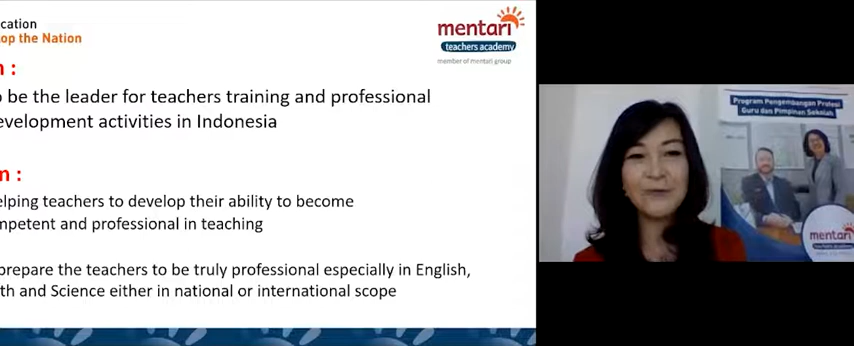 cation
op the Nation
mentari
teachers academy
member of mentari group
n :
o be the leader for teachers training and professional
evelopment activities in Indonesia
m :
elping teachers to develop their ability to become
mpetent and professional in teaching
prepare the teachers to be truly professional especially in English,
th and Science either in national or international scope
Program Pengembangan Profesi
Guru dan Pimpinan Sekolah
mentari
teachers academy